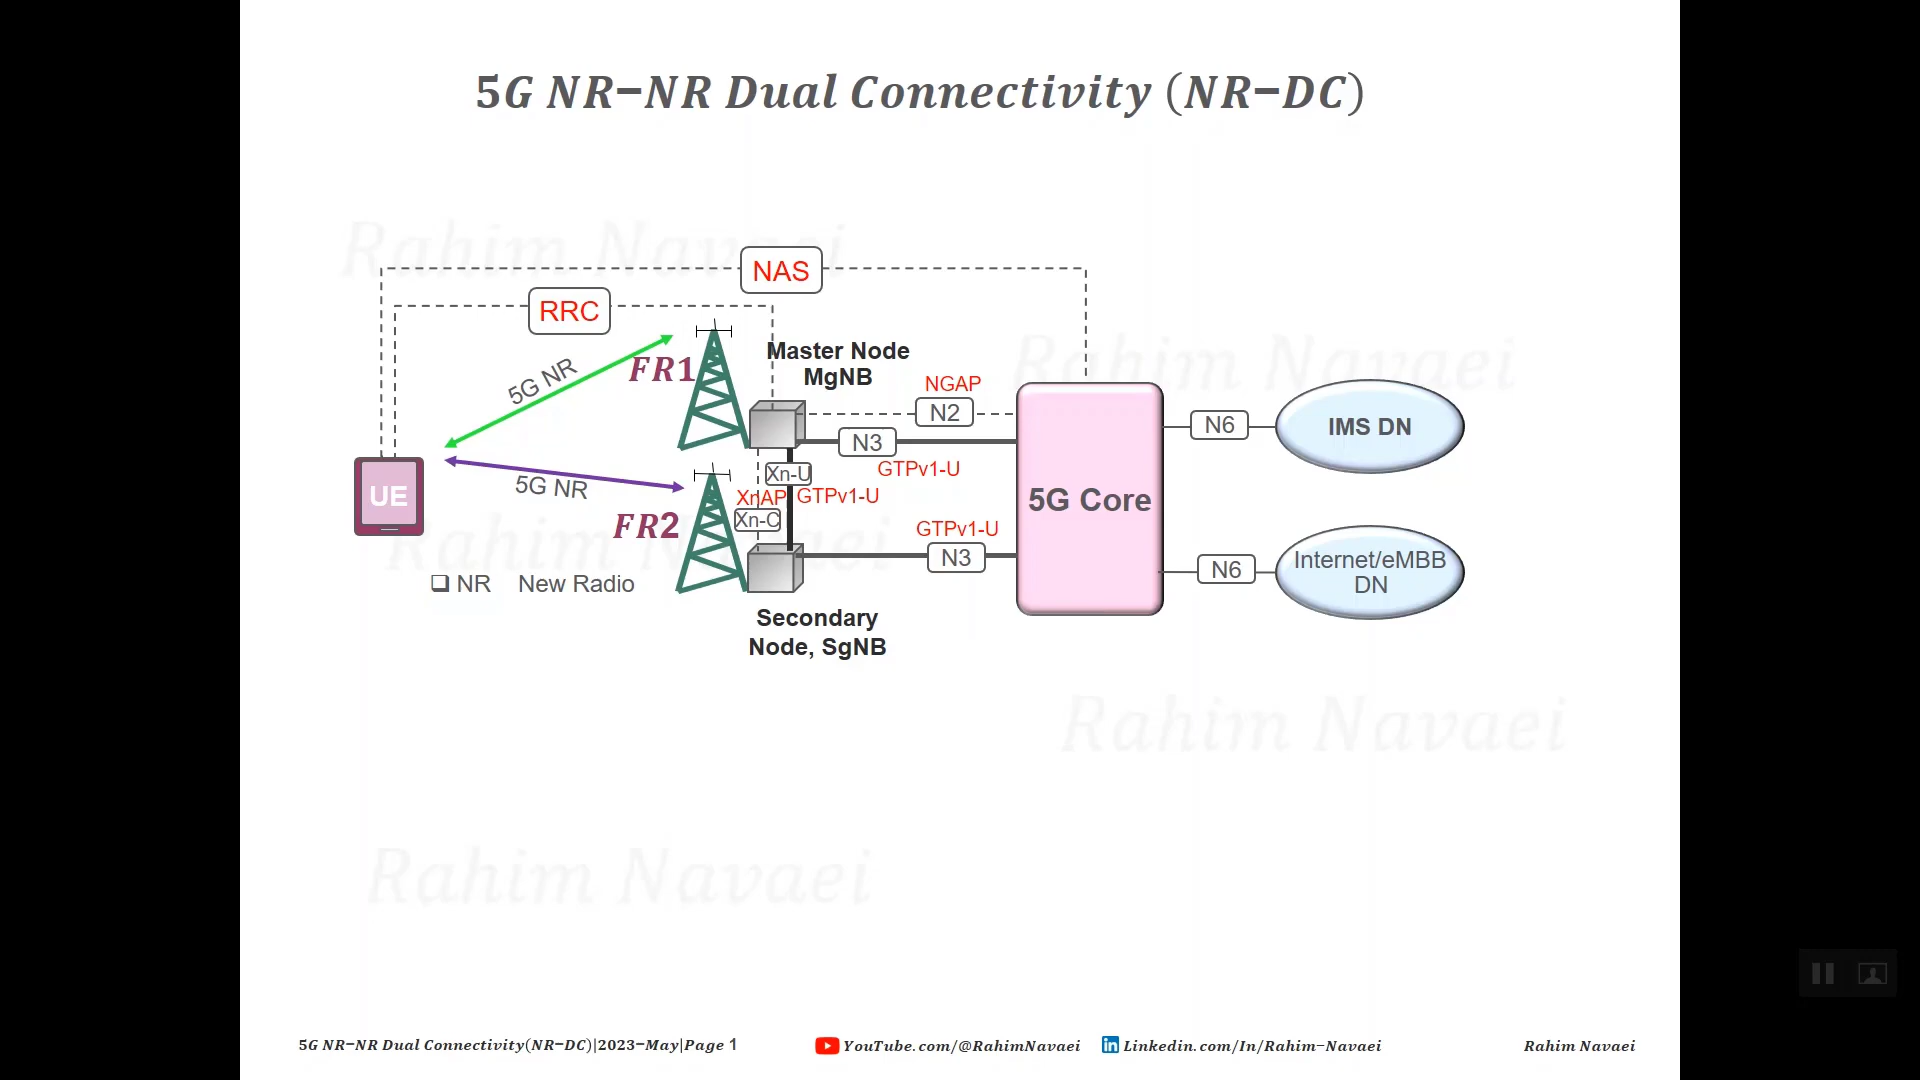 5G NR−NR Dual Connectivity (NR−DC)
Rahim Navaei
NAS
RRC
Rahim Navaei
5G NR
FR1
Master Node
MgNB
NGAP
N2
N3
GTPv1-U
N6
IMS DN
Xn-U
XnAP
GTPv1-U
Xn-C
UE
5G NR
FR2
5G Core
GTPv1-U
N3
Rahim Navaei
Internet/eMBB
DN
N6
❑ NR New Radio
Secondary
Node, SgNB
Rahim Navaei
Rahim Navaei
5G NR−NR Dual Connectivity(NR−DC)|2023−May|Page 1
YouTube.com/@RahimNavaei
in Linkedin.com/In/Rahim−Navaei
Rahim Navaei